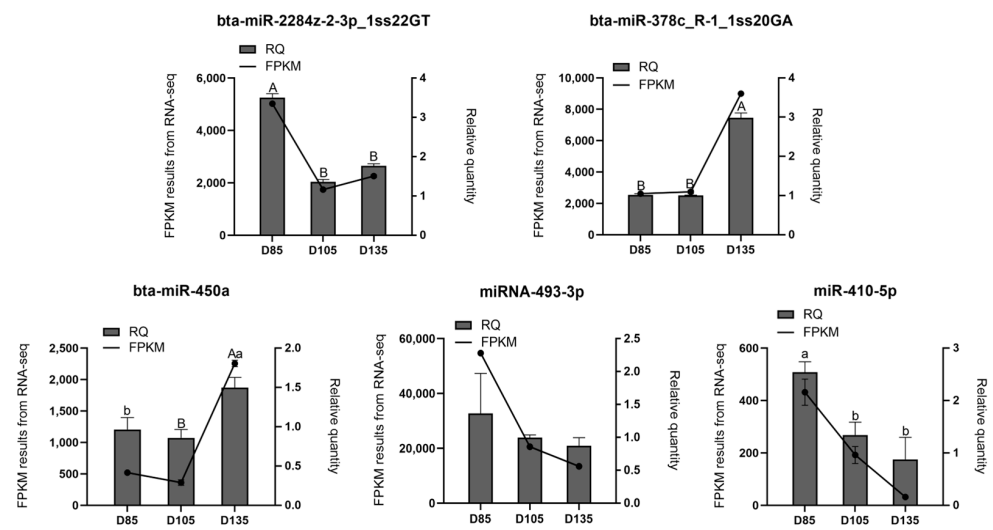 bta-miR-2284z-2-3p_1ss22GT
RQ
FPKM
FPKM results from RNA-seq
6,000
4,000
2,000
0
A
B
B
4
3
2
1
0
Relative quantity
D85 D105 D135
bta-miR-378c_R-1_1ss20GA
RQ
FPKM
FPKM results from RNA-seq
10,000
8,000
6,000
4,000
2,000
0
B
B
A
4
3
2
1
0
Relative quantity
D85 D105 D135
bta-miR-450a
RQ
FPKM
FPKM results from RNA-seq
2,500
2,000
1,500
1,000
500
0
b
B
Aa
2.0
1.5
1.0
0.5
0.0
Relative quantity
D85 D105 D135
miRNA-493-3p
RQ
FPKM
FPKM results from RNA-seq
60,000
40,000
20,000
0
2.5
2.0
1.5
1.0
0.5
0.0
Relative quantity
D85 D105 D135
miR-410-5p
RQ
FPKM
FPKM results from RNA-seq
600
400
200
0
a
b
b
3
2
1
0
Relative quantity
D85 D105 D135